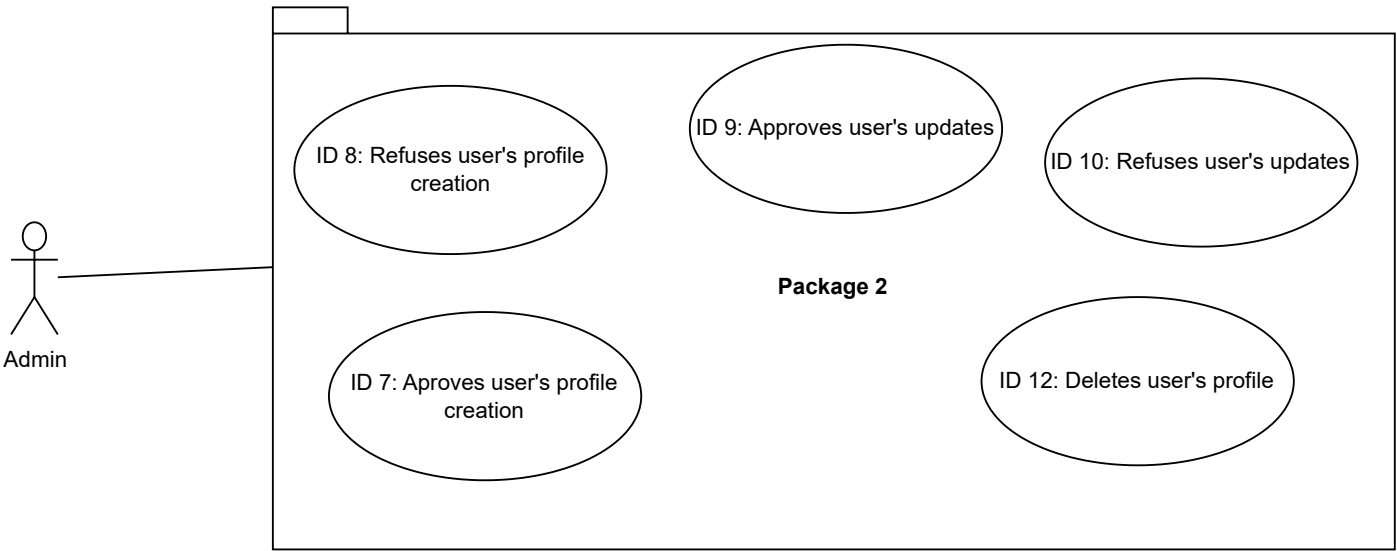 ID 9: Approves user's updates
ID 8: Refuses user's profile
creation
ID 10: Refuses user's updates
Package 2
Admin
ID 7: Aproves user's profile
creation
ID 12: Deletes user's profile